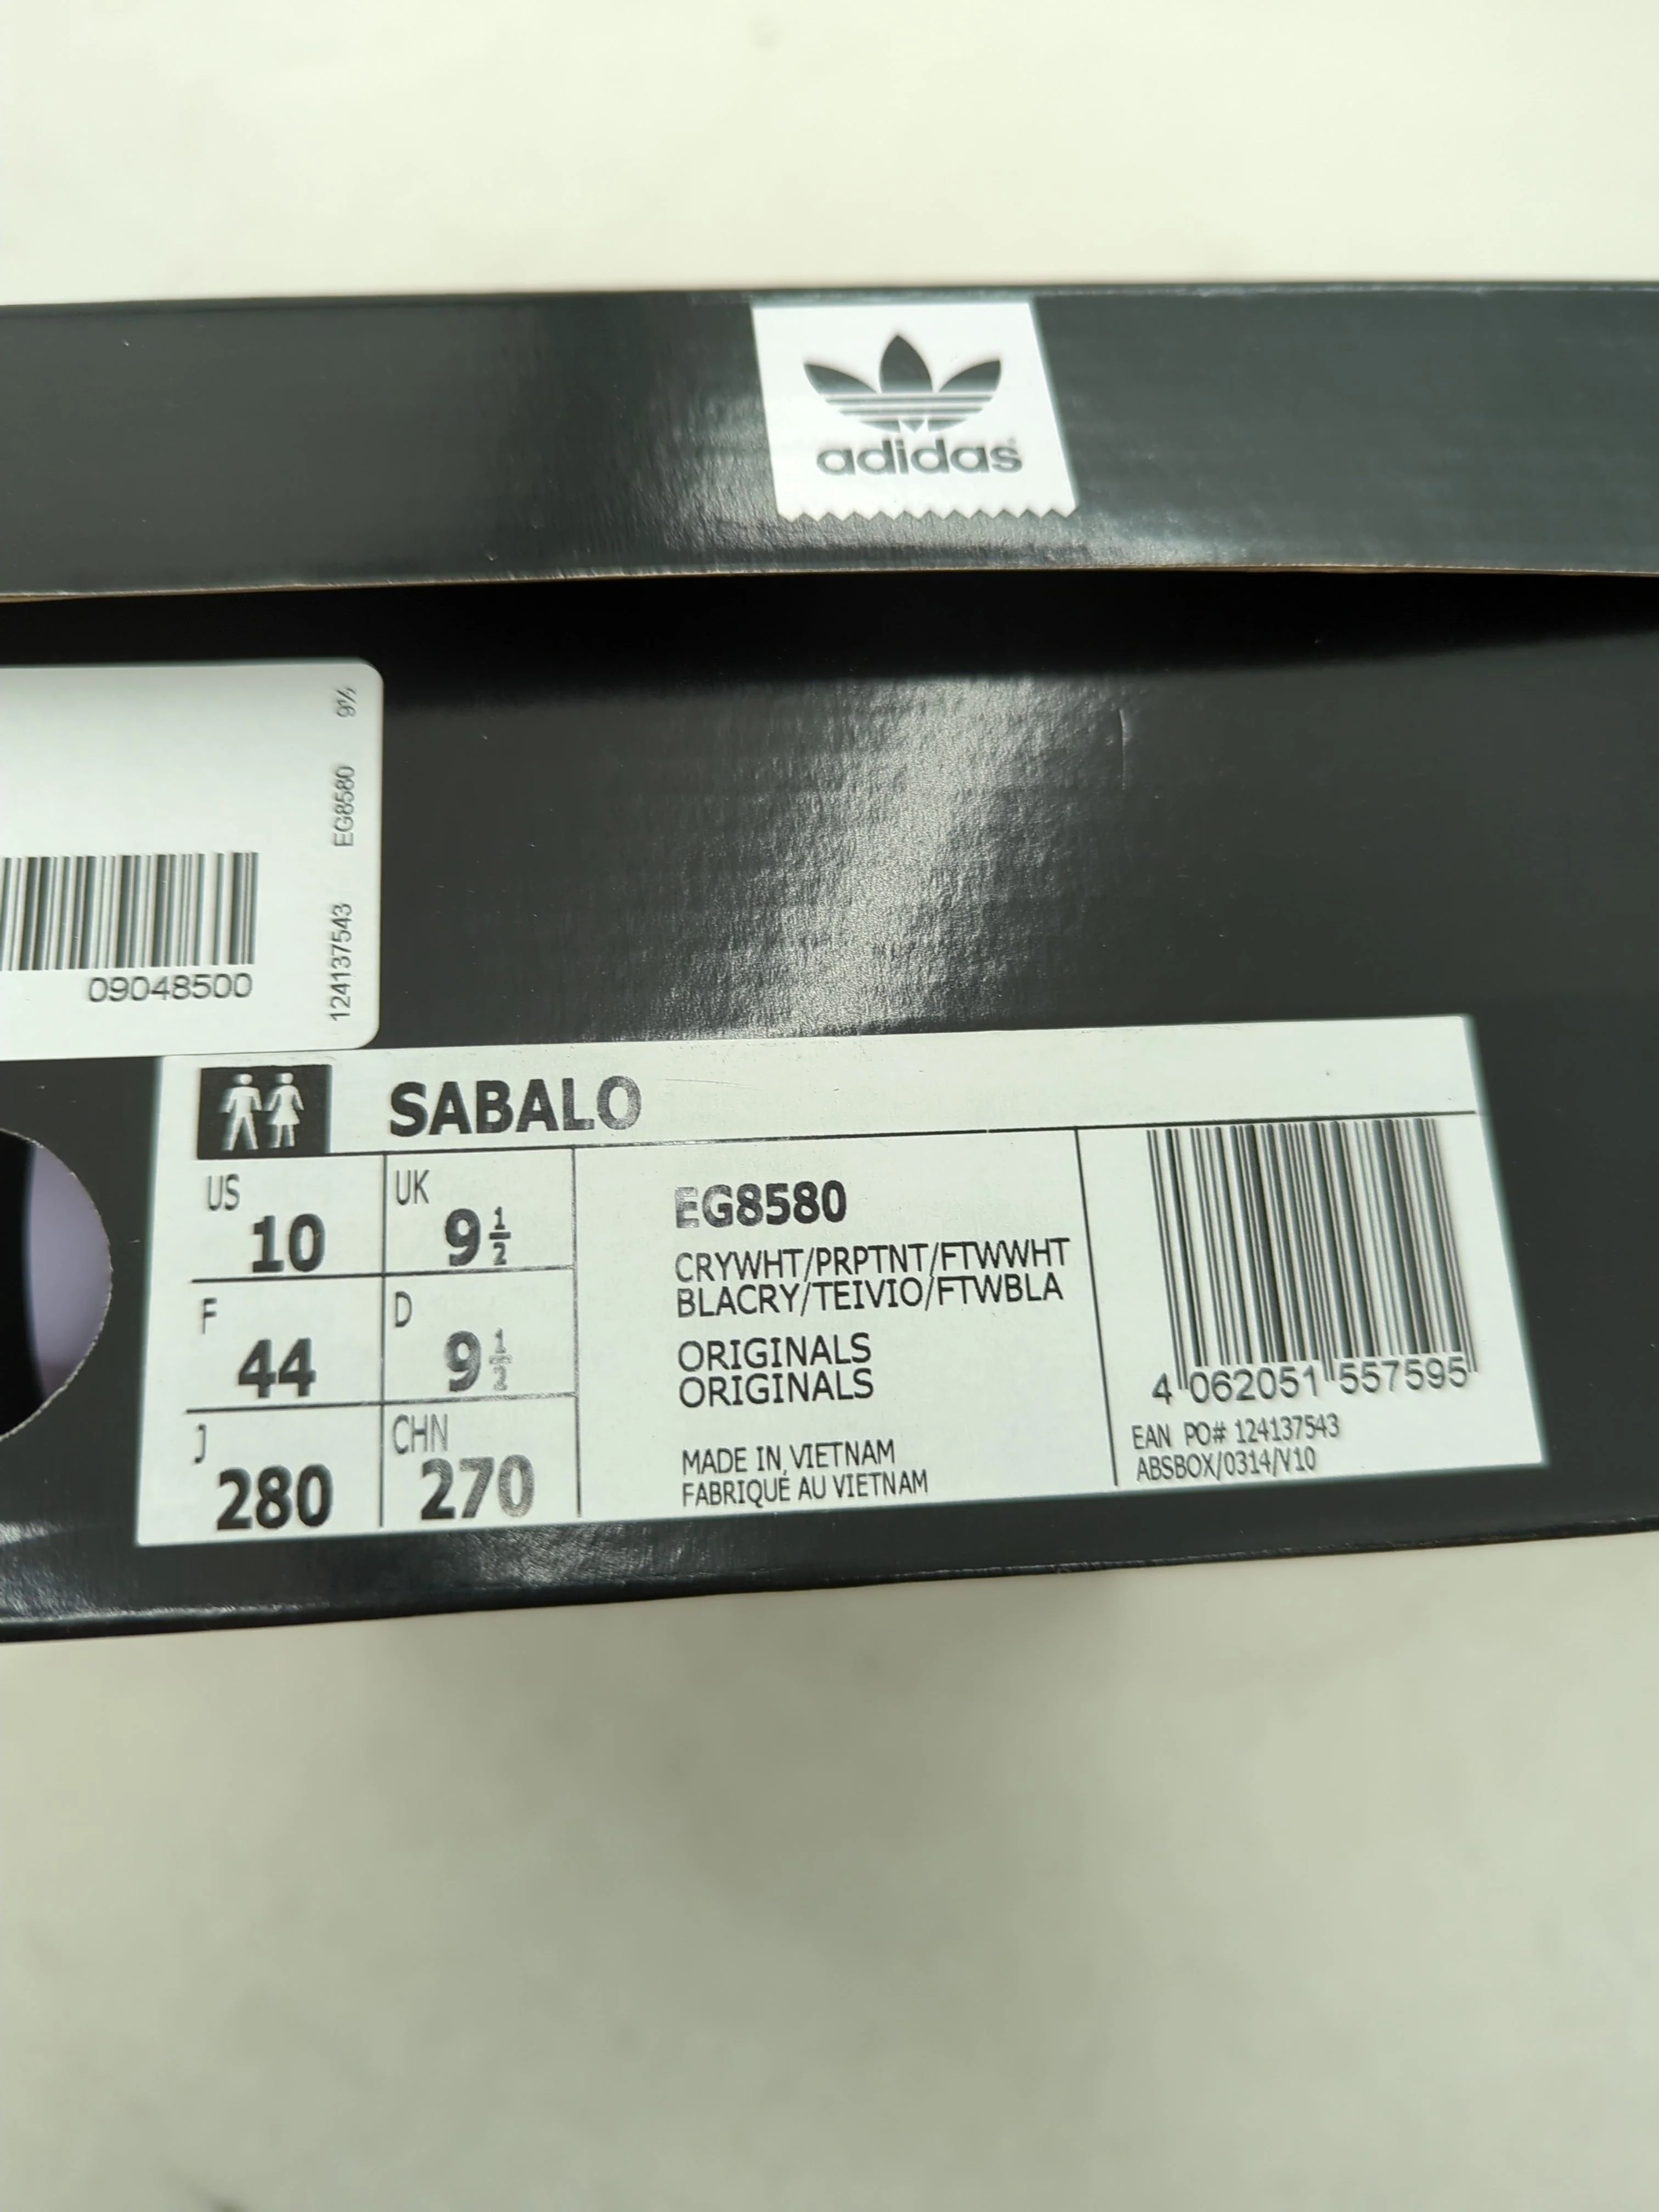 adidas
09048500
124137543 EG8580 9½
SABALO
US 10
UK 9 1/2
F 44
D 9 1/2
J 280
CHN 270
EG8580
CRYWHT/PRPTNT/FTWWHT
BLACRY/TEIVIO/FTWBLA
ORIGINALS
ORIGINALS
MADE IN VIETNAM
FABRIQUÉ AU VIETNAM
4 062051 557595
EAN PO# 124137543
ABSBOX/0314/V10